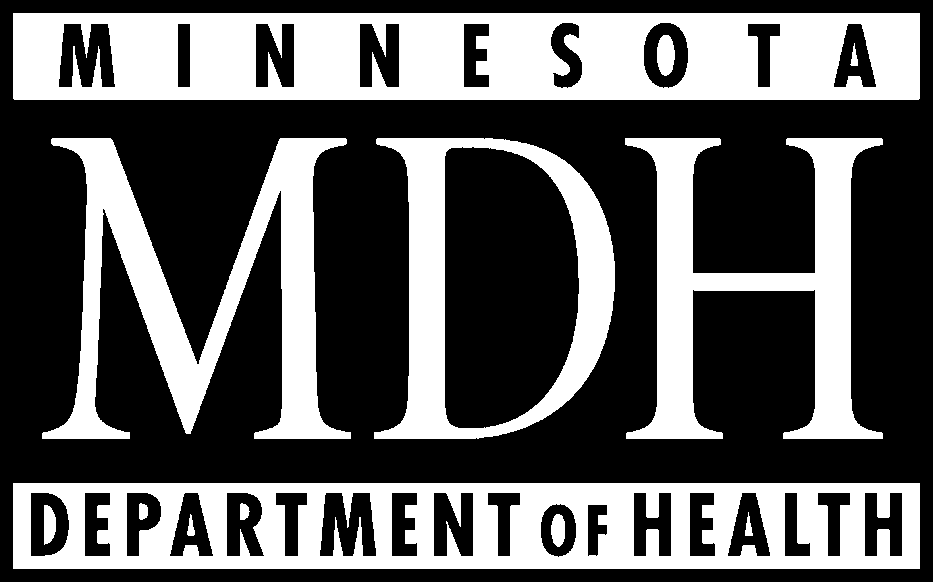 MINNESOTA
MDH
DEPARTMENT OF HEALTH